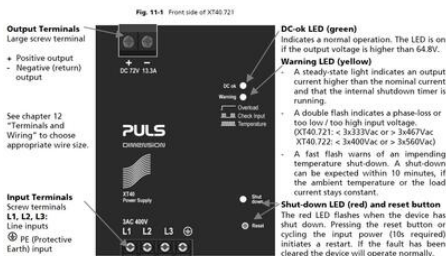 Fig. 11-1 Front side of XT40.721
Output Terminals
Large screw terminal
+ Positive output
- Negative (return)
output
See chapter 12
"Terminals and
Wiring" to choose
appropriate wire size.
Input Terminals
Screw terminals
L1, L2, L3:
Line inputs
PE (Protective
Earth) input
+ -
DC 72V 13.3A
DC ok
Warning
Overload
Check Input
Temperature
PULS
DIMENSION
XT40
Power Supply
Shut
down
Reset
3AC 400V
L1 L2 L3
DC-ok LED (green)
Indicates a normal operation. The LED is on
if the output voltage is higher than 64.8V.
Warning LED (yellow)
- A steady-state light indicates an output
current higher than the nominal current
and that the internal shutdown timer is
running.
- A double flash indicates a phase-loss or
too low / too high input voltage.
(XT40.721: < 3x333Vac or > 3x467Vac
XT40.722: < 3x400Vac or > 3x560Vac)
- A fast flash warns of an impending
temperature shut-down. A shut-down
can be expected within 10 minutes, if
the ambient temperature or the load
current stays constant.
Shut-down LED (red) and reset button
The red LED flashes when the device has
shut down. Pressing the reset button or
cycling the input power (10s required)
initiates a restart. If the fault has been
cleared the device will operate normally.